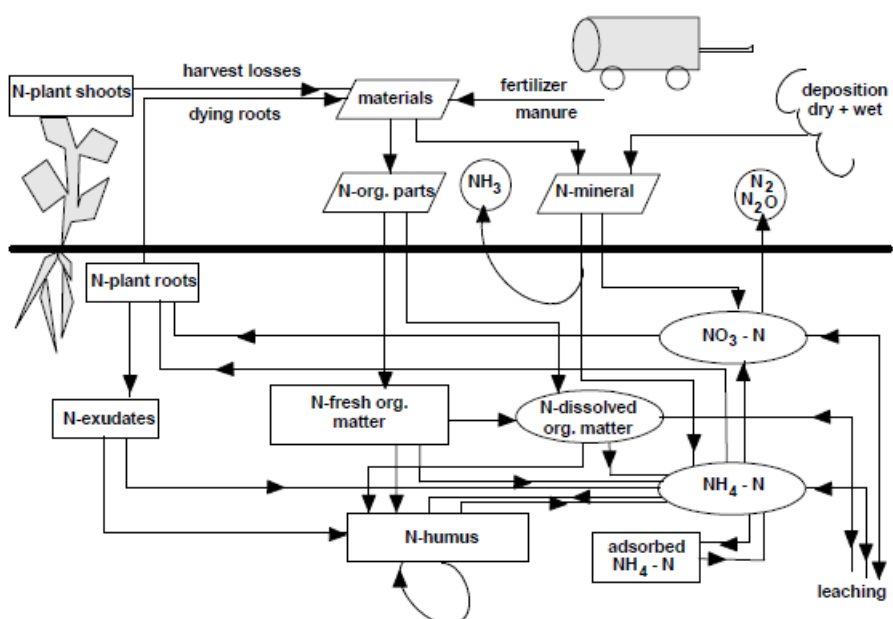 harvest losses
N-plant shoots
dying roots
materials
fertilizer
manure
deposition
dry + wet
N-org. parts
NH3
N-mineral
N2
N2O
N-plant roots
NO3 - N
N-exudates
N-fresh org.
matter
N-dissolved
org. matter
NH4 - N
N-humus
adsorbed
NH4 - N
leaching